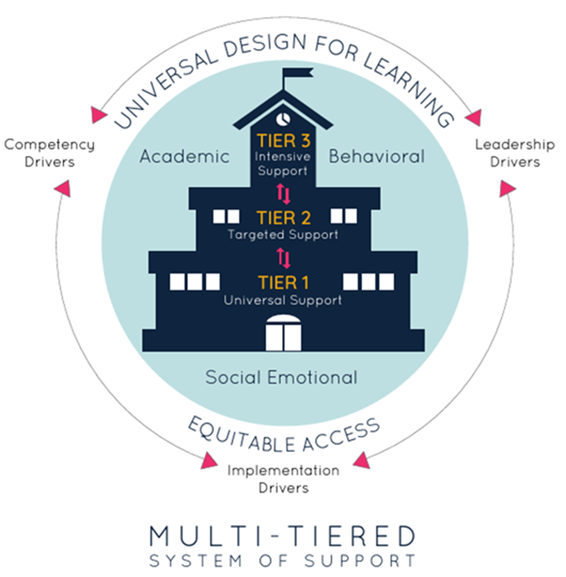 UNIVERSAL DESIGN FOR LEARNING
Competency
Drivers
Leadership
Drivers
Academic
Behavioral
TIER 3
Intensive
Support
TIER 2
Targeted Support
TIER 1
Universal Support
Social Emotional
EQUITABLE ACCESS
Implementation
Drivers
MULTI-TIERED
SYSTEM OF SUPPORT